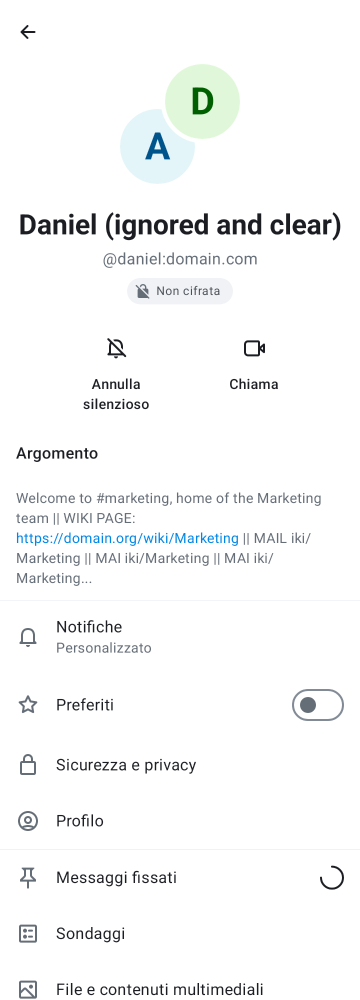 D
A
Daniel (ignored and clear)
@daniel:domain.com
Non cifrata
Annulla
silenzioso
Chiama
Argomento
Welcome to #marketing, home of the Marketing
team || WIKI PAGE:
https://domain.org/wiki/Marketing || MAIL iki/
Marketing || MAI iki/Marketing || MAI iki/
Marketing...
Notifiche
Personalizzato
Preferiti
Sicurezza e privacy
Profilo
Messaggi fissati
Sondaggi
File e contenuti multimediali